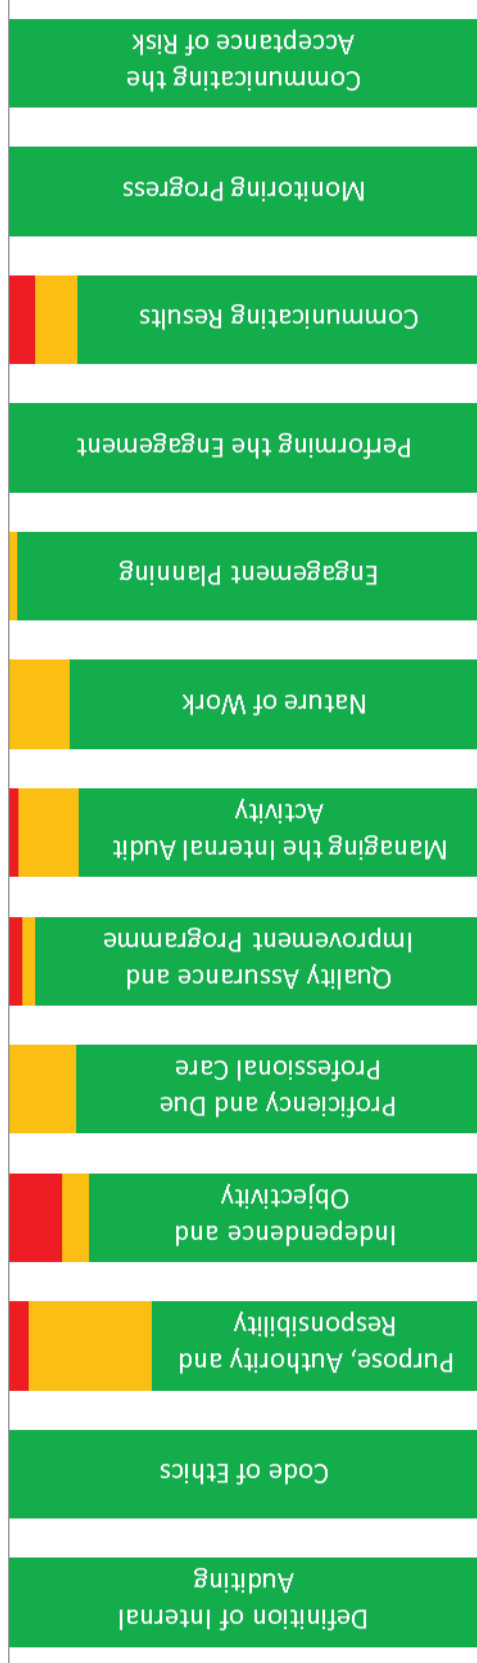 Definition of Internal
Auditing
Code of Ethics
Purpose, Authority and
Responsibility
Independence and
Objectivity
Proficiency and Due
Professional Care
Quality Assurance and
Improvement Programme
Managing the Internal Audit
Activity
Nature of Work
Engagement Planning
Performing the Engagement
Communicating Results
Monitoring Progress
Communicating the
Acceptance of Risk